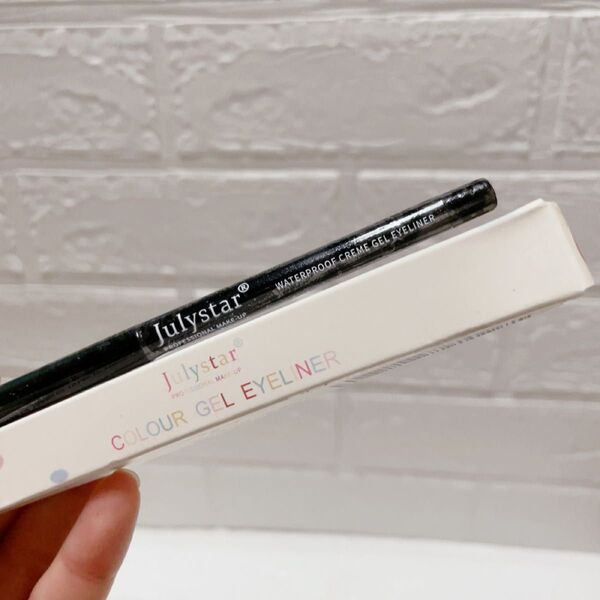 Julystar®
PROFESSIONAL MAKE-UP
WATERPROOF CREME GEL EYELINER
Julystar®
PROFESSIONAL MAKE-UP
COLOUR GEL EYELINER